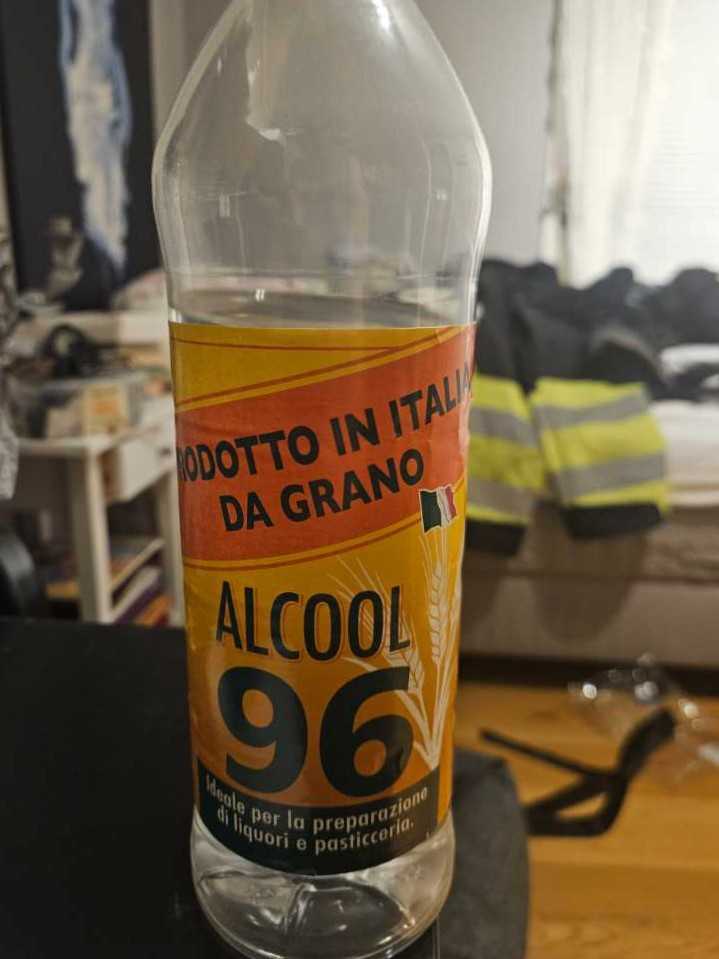 RODOTTO IN ITALIA
DA GRANO
ALCOOL
96
Ideale per la preparazione
di liquori e pasticceria.